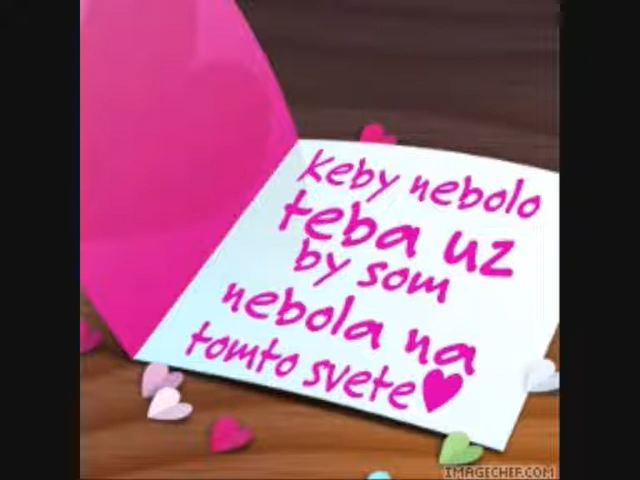 keby nebolo
teba uz
by som
nebola na
tomto svete♥
IMAGECHEF.COM